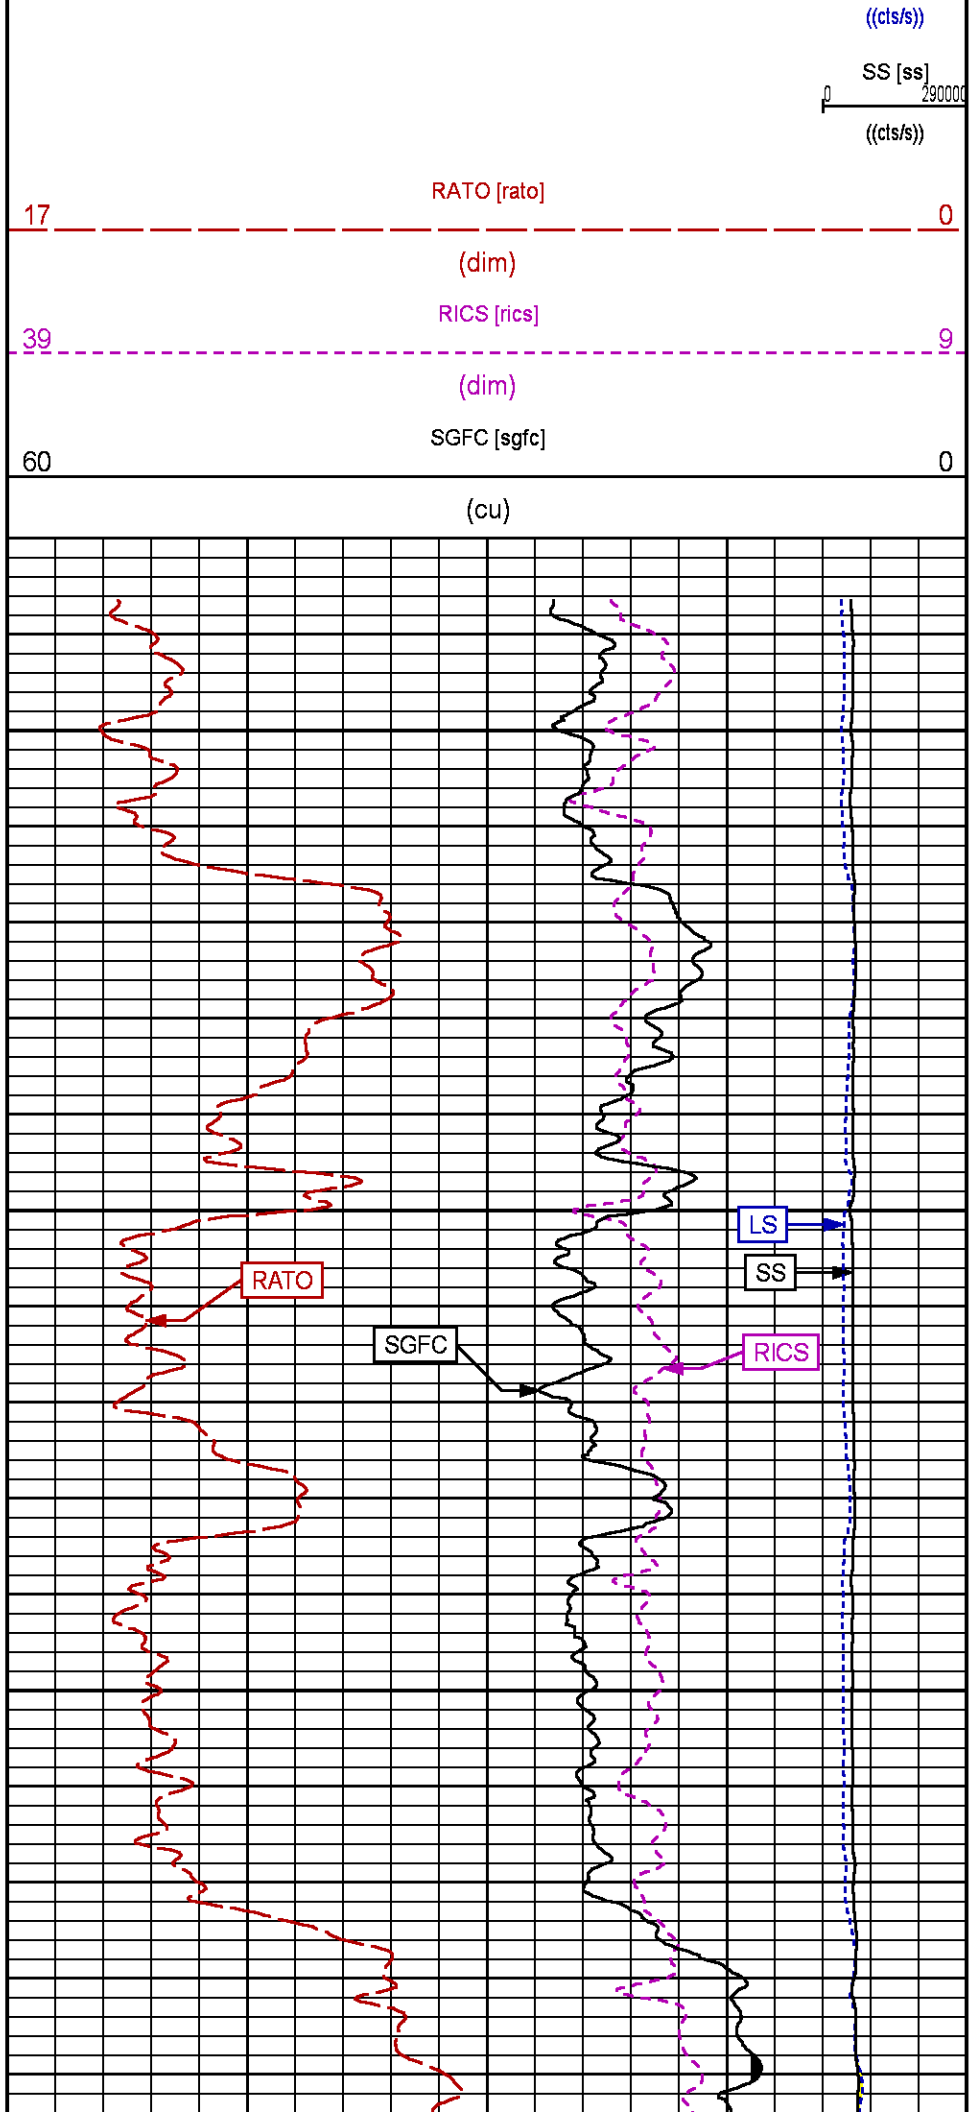 ((cts/s))
SS [ss]
0 290000
((cts/s))
RATO [rato]
17 0
(dim)
RICS [rics]
39 9
(dim)
SGFC [sgfc]
60 0
(cu)
LS
SS
RATO
SGFC
RICS